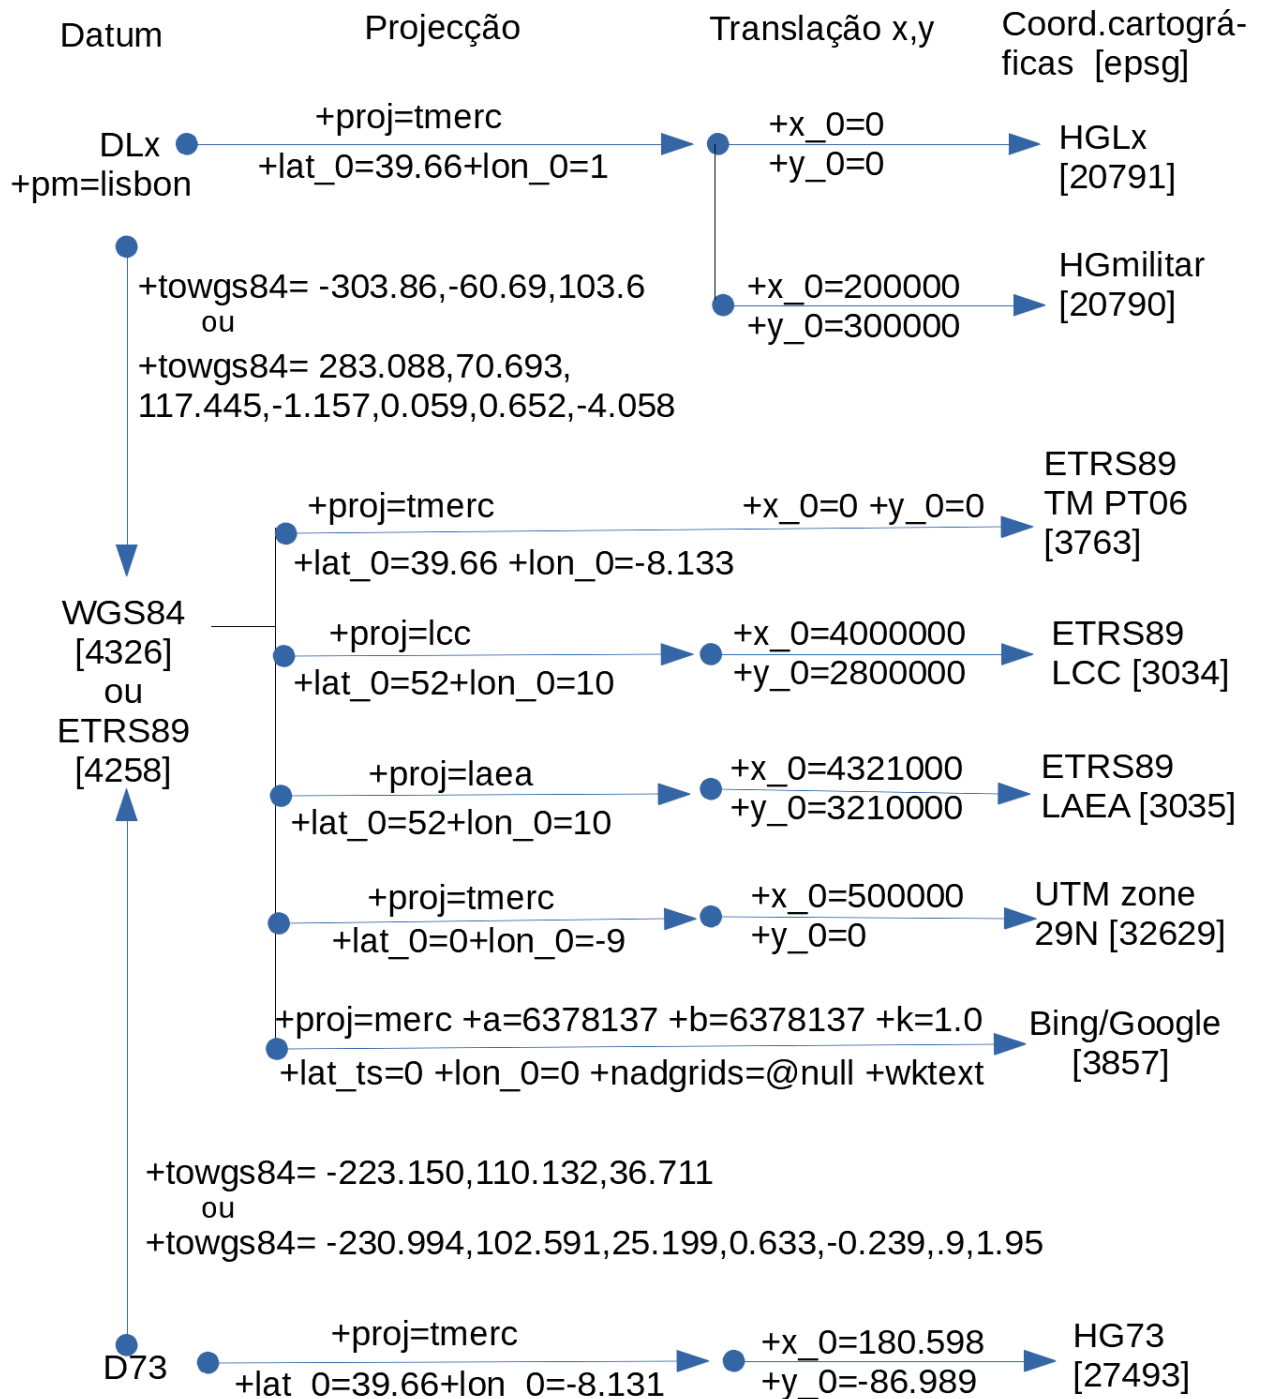 Datum
Projecção
Translação x,y
Coord.cartográ-
ficas [epsg]
DLx
+pm=lisbon
+proj=tmerc
+lat_0=39.66+lon_0=1
+x_0=0
+y_0=0
HGLx
[20791]
+x_0=200000
+y_0=300000
HGmilitar
[20790]
+towgs84= -303.86,-60.69,103.6
ou
+towgs84= 283.088,70.693,
117.445,-1.157,0.059,0.652,-4.058
WGS84
[4326]
ou
ETRS89
[4258]
+proj=tmerc
+x_0=0 +y_0=0
+lat_0=39.66 +lon_0=-8.133
ETRS89
TM PT06
[3763]
+proj=lcc
+lat_0=52+lon_0=10
+x_0=4000000
+y_0=2800000
ETRS89
LCC [3034]
+proj=laea
+lat_0=52+lon_0=10
+x_0=4321000
+y_0=3210000
ETRS89
LAEA [3035]
+proj=tmerc
+lat_0=0+lon_0=-9
+x_0=500000
+y_0=0
UTM zone
29N [32629]
+proj=merc +a=6378137 +b=6378137 +k=1.0
+lat_ts=0 +lon_0=0 +nadgrids=@null +wktext
Bing/Google
[3857]
+towgs84= -223.150,110.132,36.711
ou
+towgs84= -230.994,102.591,25.199,0.633,-0.239,.9,1.95
D73
+proj=tmerc
+lat_0=39.66+lon_0=-8.131
+x_0=180.598
+y_0=-86.989
HG73
[27493]